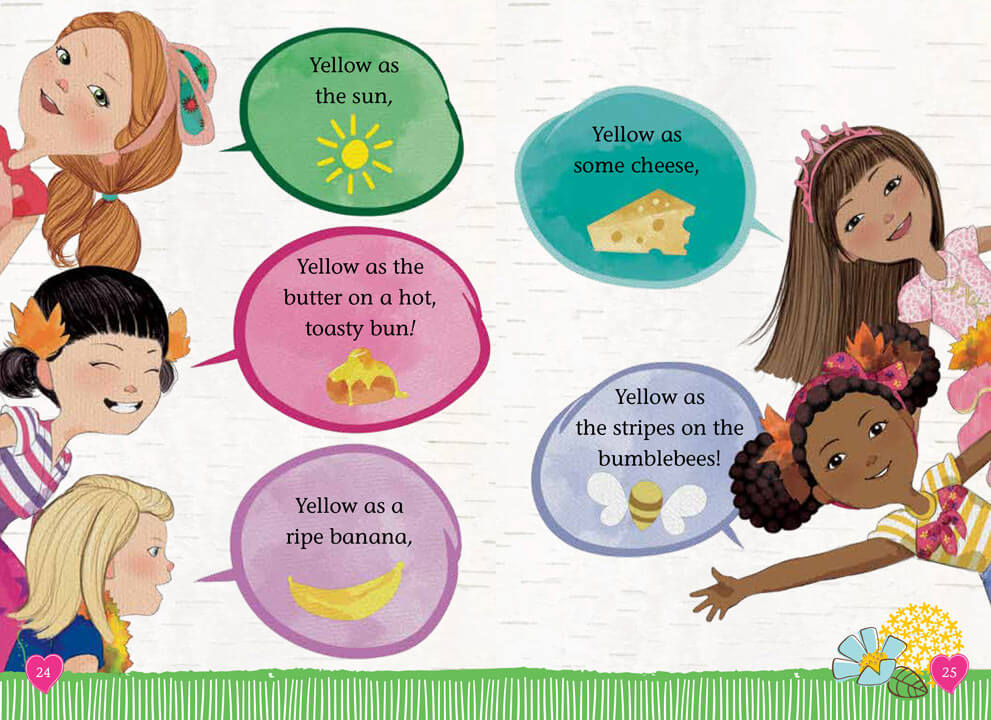 Yellow as
the sun,
Yellow as the
butter on a hot,
toasty bun!
Yellow as a
ripe banana,
24
Yellow as
some cheese,
Yellow as
the stripes on the
bumblebees!
25